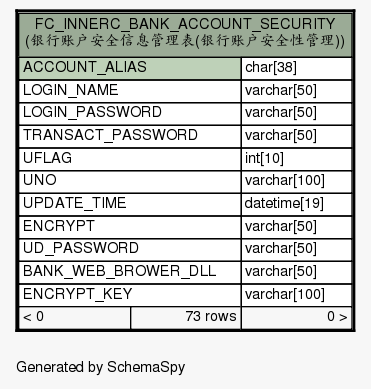 FC_INNERC_BANK_ACCOUNT_SECURITY
(银行账户安全信息管理表(银行账户安全性管理))
ACCOUNT_ALIAS char[38]
LOGIN_NAME varchar[50]
LOGIN_PASSWORD varchar[50]
TRANSACT_PASSWORD varchar[50]
UFLAG int[10]
UNO varchar[100]
UPDATE_TIME datetime[19]
ENCRYPT varchar[50]
UD_PASSWORD varchar[50]
BANK_WEB_BROWER_DLL varchar[50]
ENCRYPT_KEY varchar[100]
< 0 73 rows 0 >
Generated by SchemaSpy